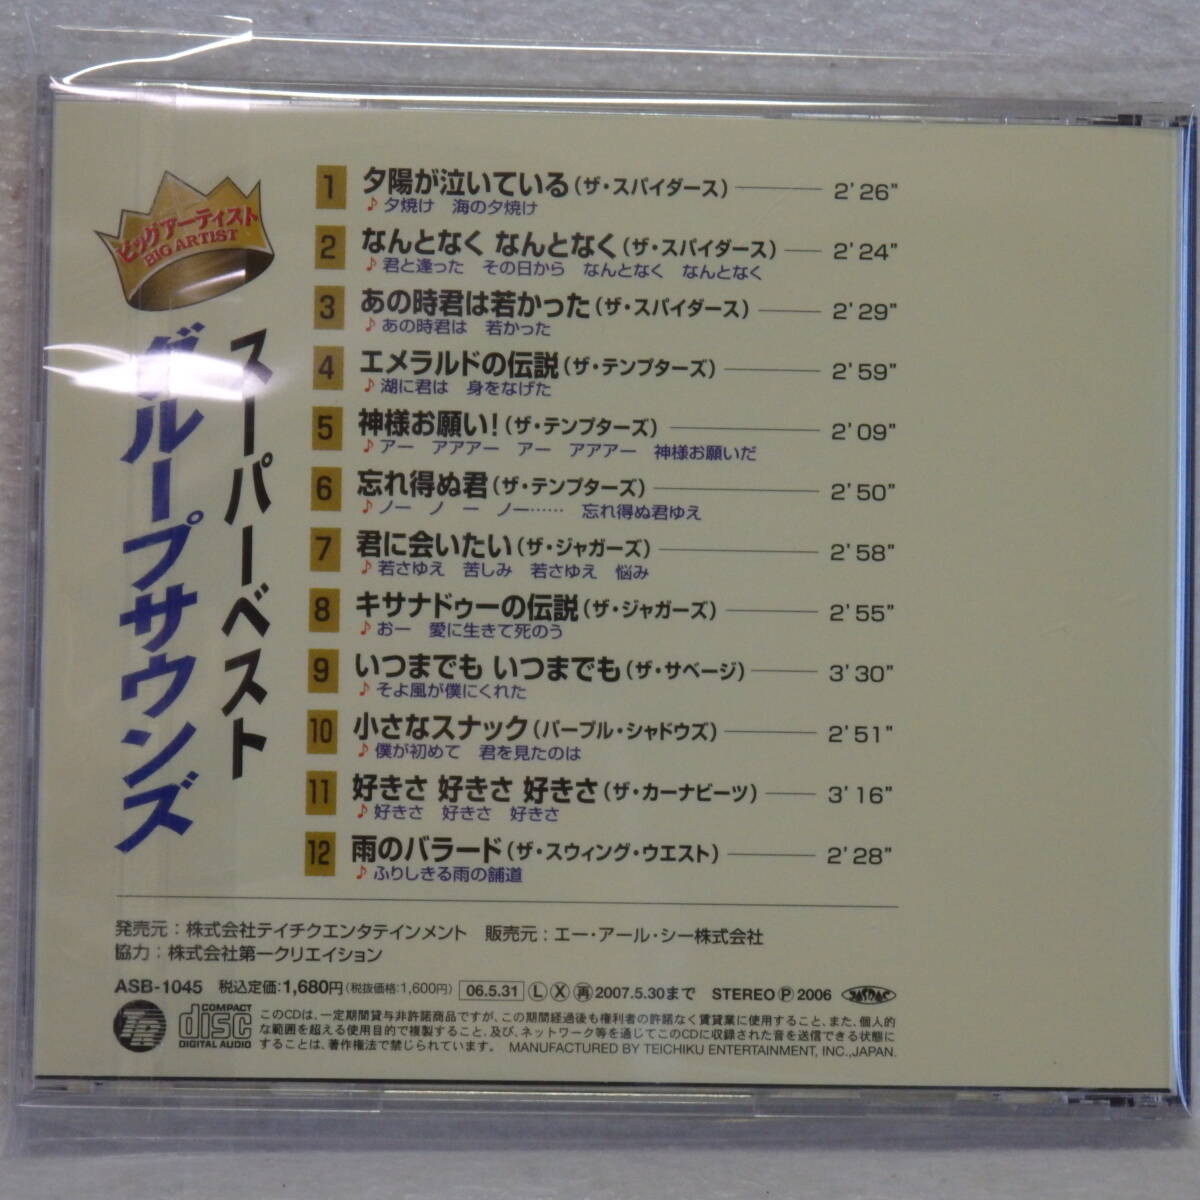 ビッグアーティスト
BIG ARTIST
スーパーベスト
グループサウンズ
1 夕陽が泣いている(ザ・スパイダース) 2'26"
♪夕焼け 海の夕焼け
2 なんとなく なんとなく(ザ・スパイダース) 2'24"
♪君と逢った その日から なんとなく なんとなく
3 あの時君は若かった(ザ・スパイダース) 2'29"
♪あの時君は 若かった
4 エメラルドの伝説(ザ・テンプターズ) 2'59"
♪湖に君は 身をなげた
5 神様お願い!(ザ・テンプターズ) 2'09"
♪アー アアアー アー アアアー 神様お願いだ
6 忘れ得ぬ君(ザ・テンプターズ) 2'50"
♪ノー ノ ー ノー…… 忘れ得ぬ君ゆえ
7 君に会いたい(ザ・ジャガーズ) 2'58"
♪若さゆえ 苦しみ 若さゆえ 悩み
8 キサナドゥーの伝説(ザ・ジャガーズ) 2'55"
♪おー 愛に生きて死のう
9 いつまでも いつまでも(ザ・サベージ) 3'30"
♪そよ風が僕にくれた
10 小さなスナック(パープル・シャドウズ) 2'51"
♪僕が初めて 君を見たのは
11 好きさ 好きさ 好きさ(ザ・カーナビーツ) 3'16"
♪好きさ 好きさ 好きさ
12 雨のバラード(ザ・スウィング・ウエスト) 2'28"
♪ふりしきる雨の舗道
発売元:株式会社テイチクエンタテインメント 販売元:エー・アール・シー株式会社
協力:株式会社第一クリエイション
ASB-1045 税込定価:1,680円(税抜価格:1,600円) 06.5.31 Ⓛ Ⓧ ㊥2007.5.30まで STEREO Ⓟ 2006 JASRAC
COMPACT
disc
DIGITAL AUDIO
このCDは、一定期間貸与非許諾商品ですが、この期間経過後も権利者の許諾なく賃貸業に使用すること、また、個人的
な範囲を超える使用目的で複製すること、及び、ネットワーク等を通じてこのCDに収録された音を送信できる状態に
することは、著作権法で禁じられています。 MANUFACTURED BY TEICHIKU ENTERTAINMENT, INC.,JAPAN.